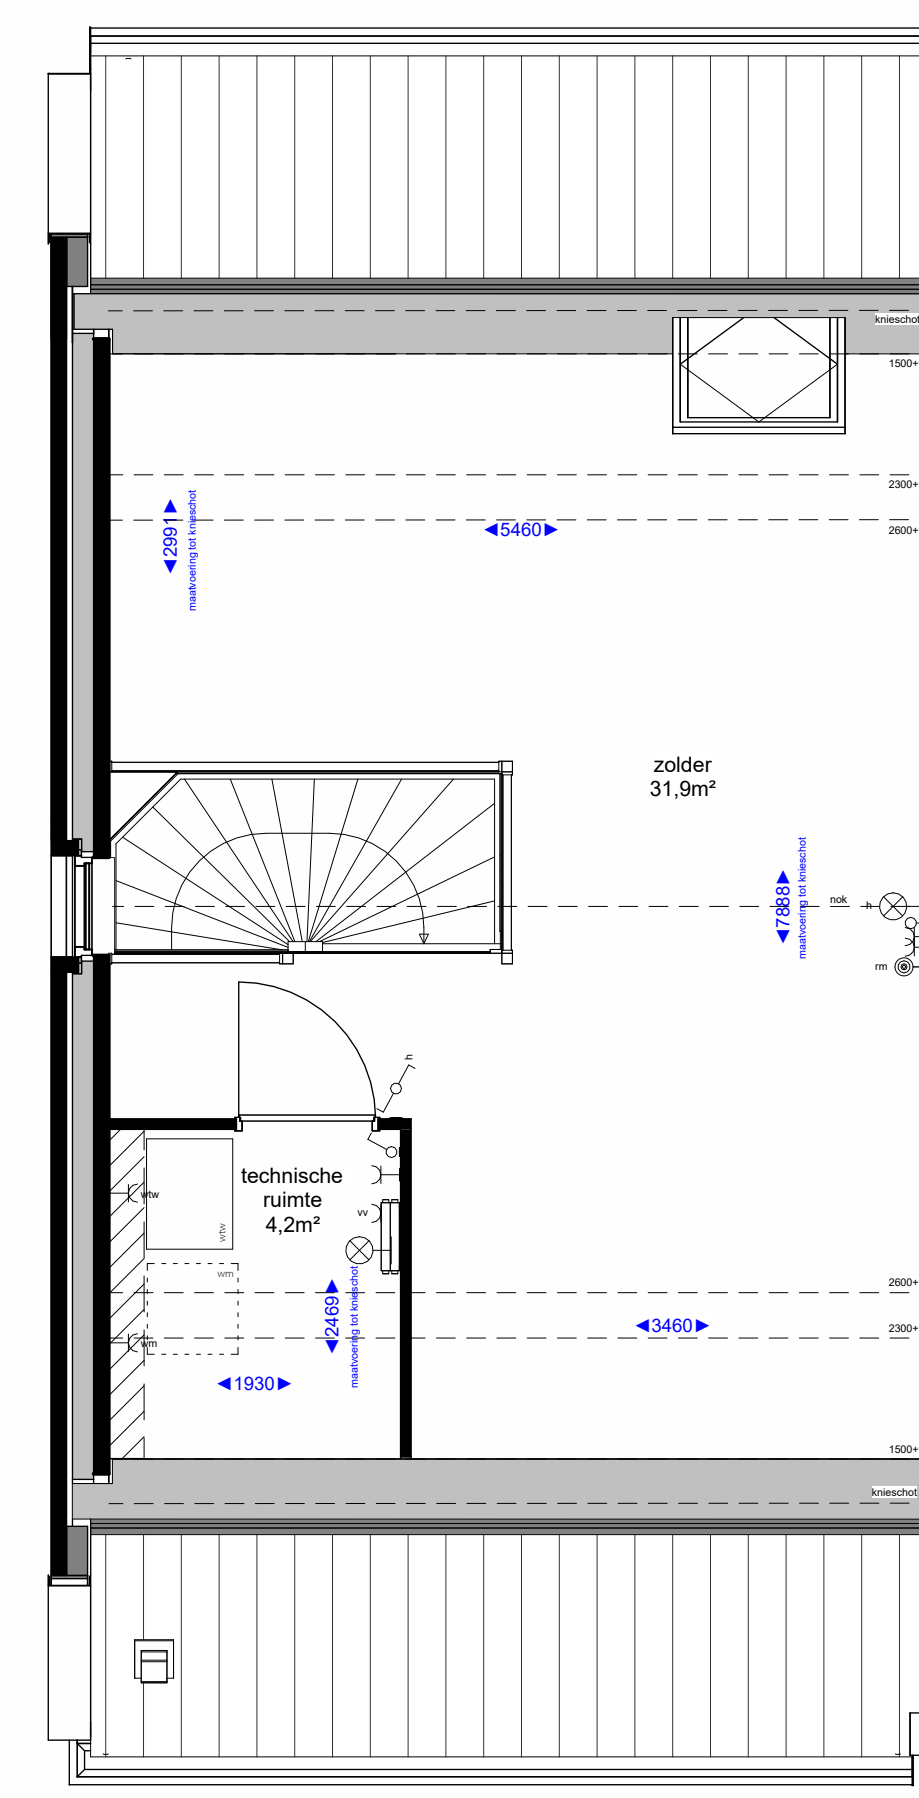 knieschot
1500+
2300+
2991
maatvoering tot knieschot
5460
2600+
zolder
31,9m²
7888
maatvoering tot knieschot
nok
h
rm
h
technische
ruimte
4,2m²
wtw
wtw
vv
wm
2469
maatvoering tot knieschot
2600+
3460
2300+
wm
1930
1500+
knieschot